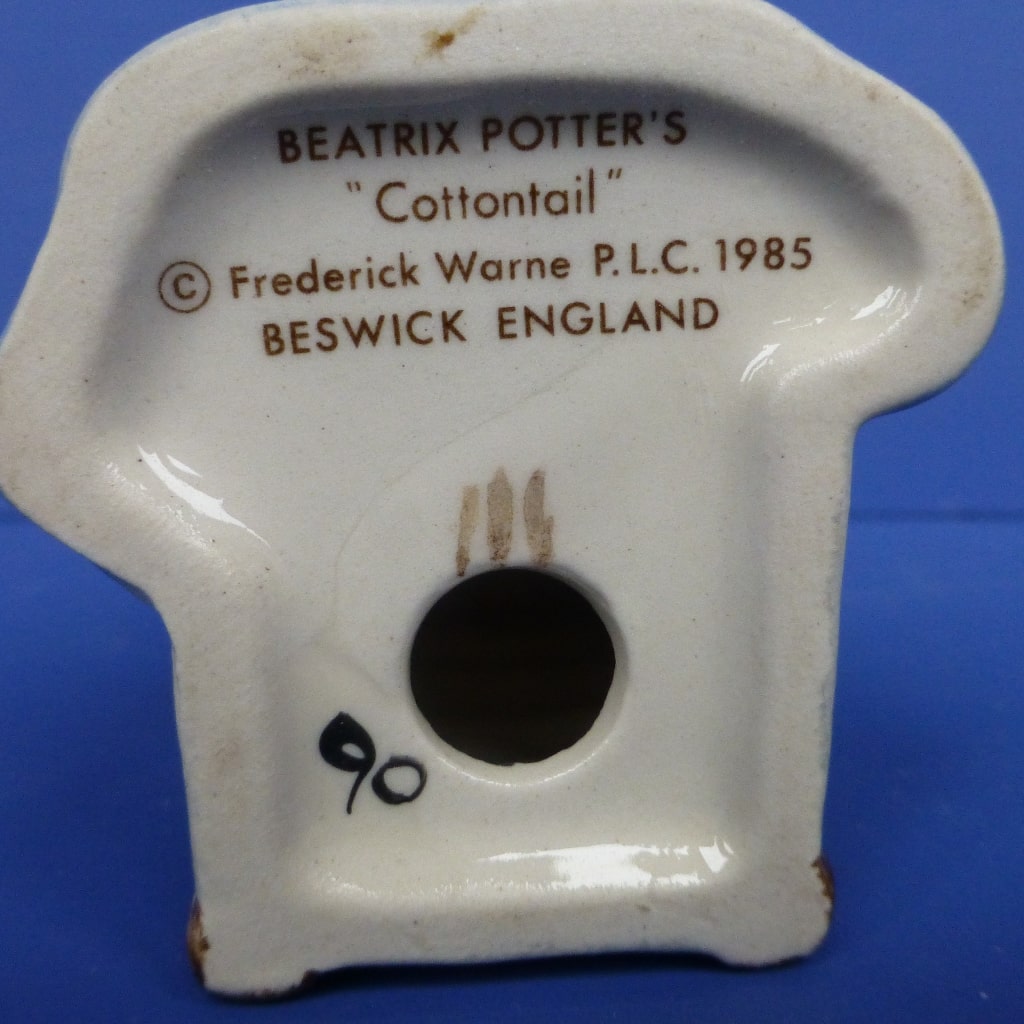 BEATRIX POTTER'S
"Cottontail"
© Frederick Warne P.L.C. 1985
BESWICK ENGLAND
90